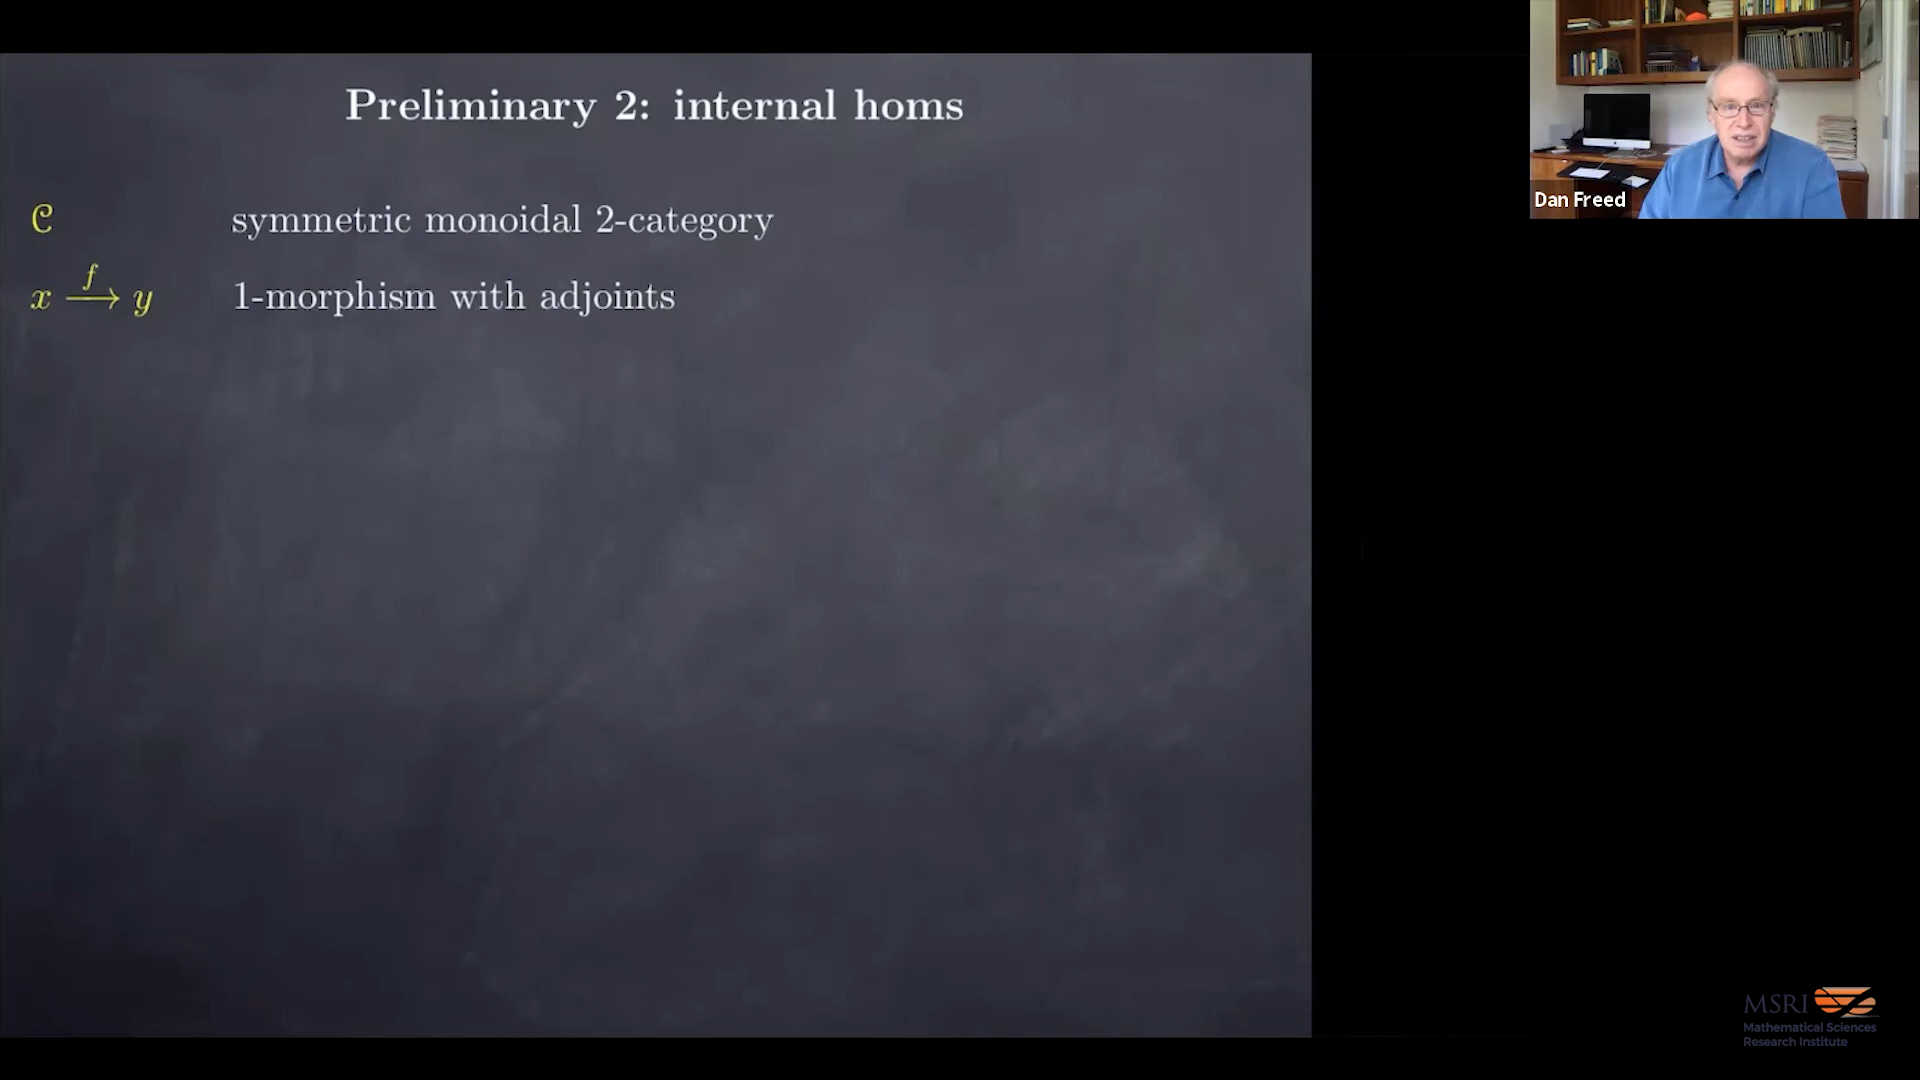 Preliminary 2: internal homs
𝒞 symmetric monoidal 2-category
x —f→ y 1-morphism with adjoints
Dan Freed
MSRI
Mathematical Sciences
Research Institute